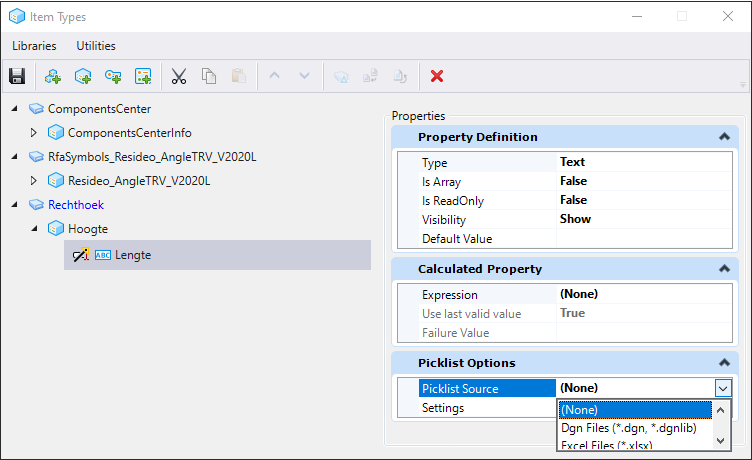 Item Types
Libraries Utilities
ComponentsCenter
ComponentsCenterInfo
RfaSymbols_Resideo_AngleTRV_V2020L
Resideo_AngleTRV_V2020L
Rechthoek
Hoogte
ABC Lengte
Properties
Property Definition
Type Text
Is Array False
Is ReadOnly False
Visibility Show
Default Value
Calculated Property
Expression (None)
Use last valid value True
Failure Value
Picklist Options
Picklist Source (None)
Settings
(None)
Dgn Files (*.dgn, *.dgnlib)
Excel Files (*.xlsx)